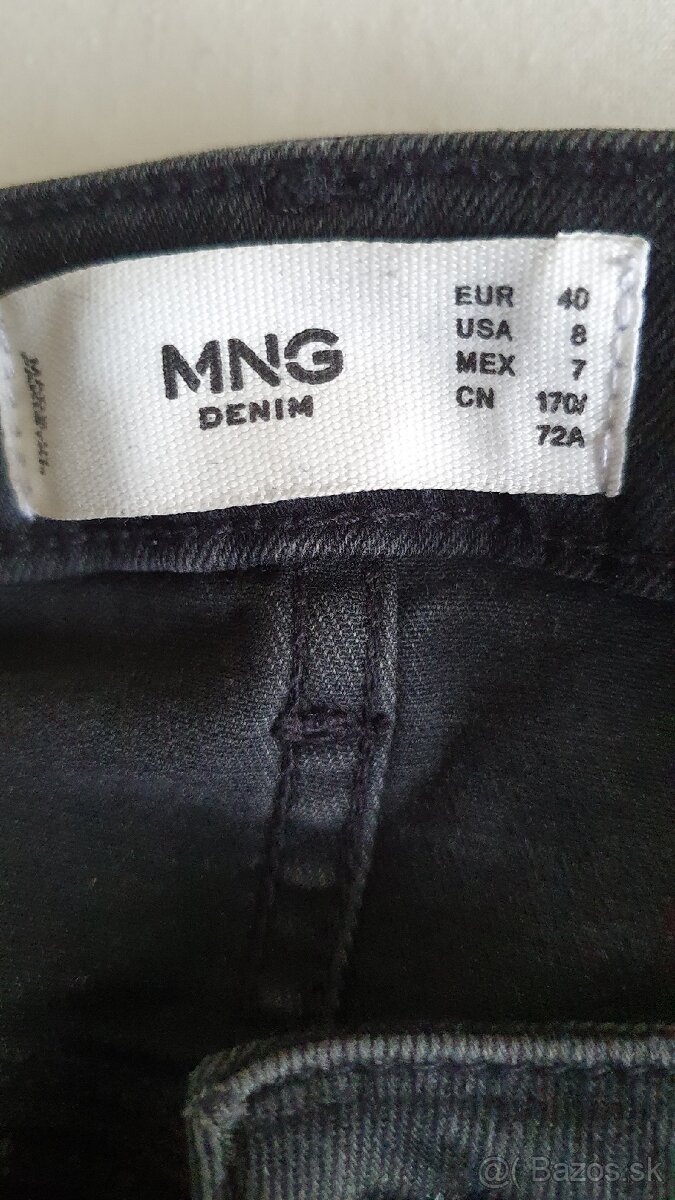 MNG
DENIM
EUR 40
USA 8
MEX 7
CN 170/
72A
@( Bazos.sk